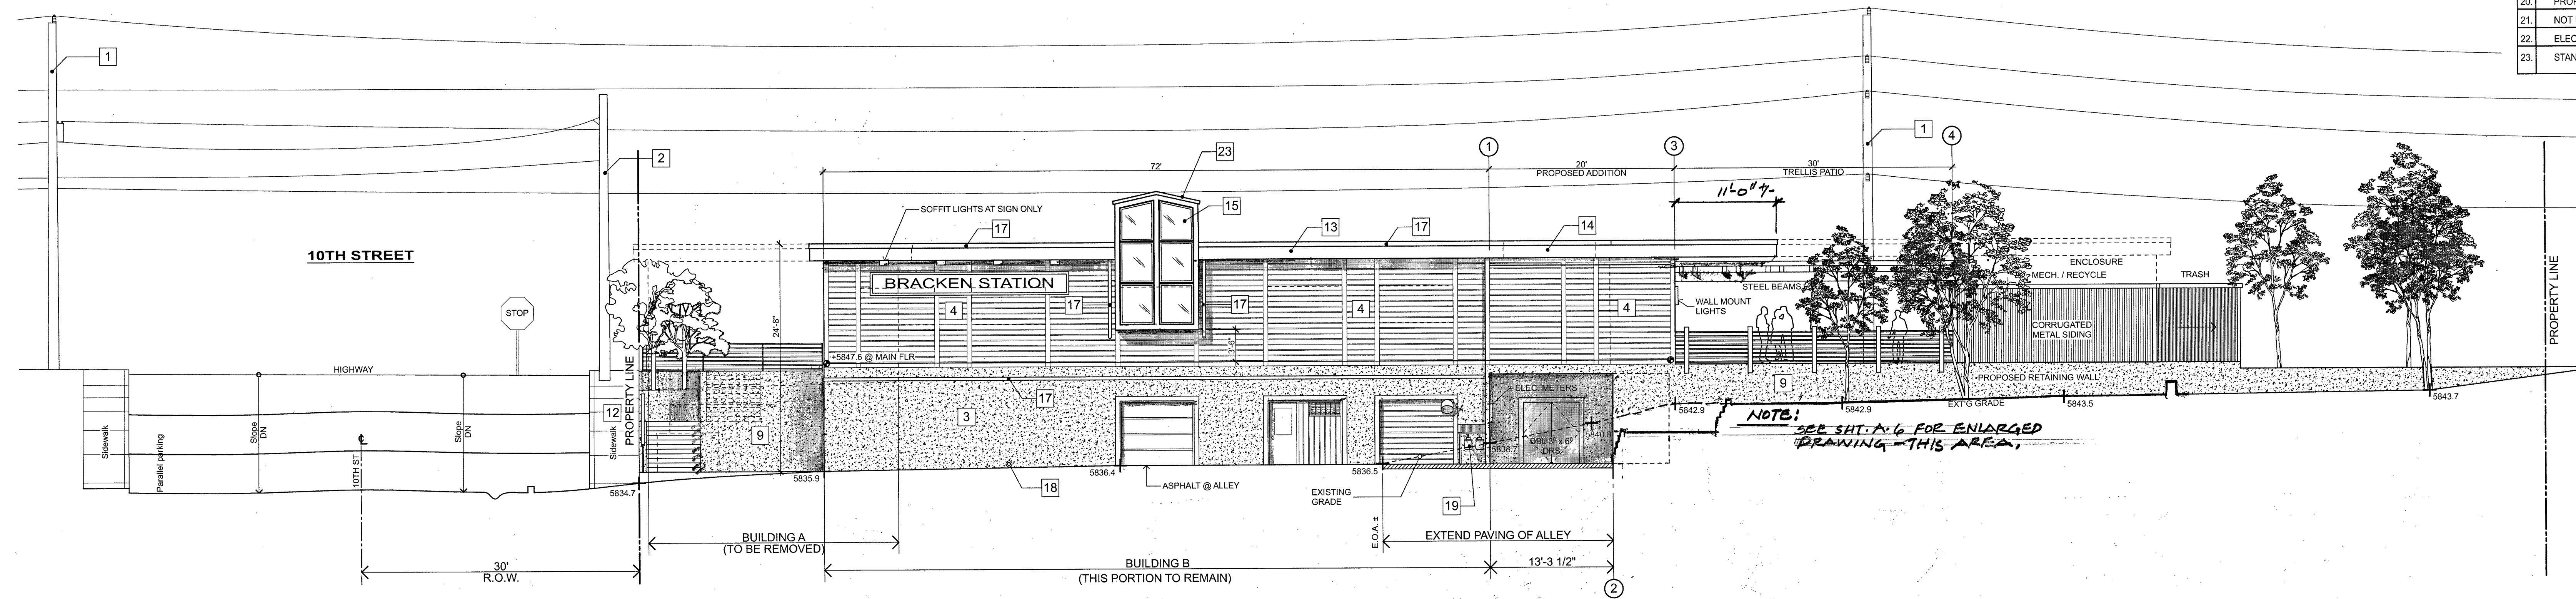 20. PROP
21. NOT
22. ELEC
23. STAN
1
2
10TH STREET
STOP
HIGHWAY
Sidewalk
Parallel parking
Slope
DN
10TH ST.
Slope
DN
12
Sidewalk
PROPERTY LINE
5834.7
30'
R.O.W.
72'
1
20'
PROPOSED ADDITION
3
30'
TRELLIS PATIO
1
4
11'-0" +/-
23
15
SOFFIT LIGHTS AT SIGN ONLY
17
13
17
14
24'-8"
BRACKEN STATION
4
17
17
4
4
3'-6"
+5847.6 @ MAIN FLR
STEEL BEAMS
WALL MOUNT
LIGHTS
ENCLOSURE
MECH. / RECYCLE
TRASH
CORRUGATED
METAL SIDING
PROPERTY LINE
9
17
3
ELEC. METERS
DBL 3' x 6'
DRS.
5838.7
5840.8
9
PROPOSED RETAINING WALL
EXT'G GRADE
5842.9
5842.9
5843.5
5843.7
NOTE:
SEE SHT. A.6 FOR ENLARGED
DRAWING - THIS AREA.
5835.9
5836.4
5836.5
18
ASPHALT @ ALLEY
EXISTING
GRADE
19
E.O.A. ±
EXTEND PAVING OF ALLEY
BUILDING A
(TO BE REMOVED)
BUILDING B
(THIS PORTION TO REMAIN)
13'-3 1/2"
2